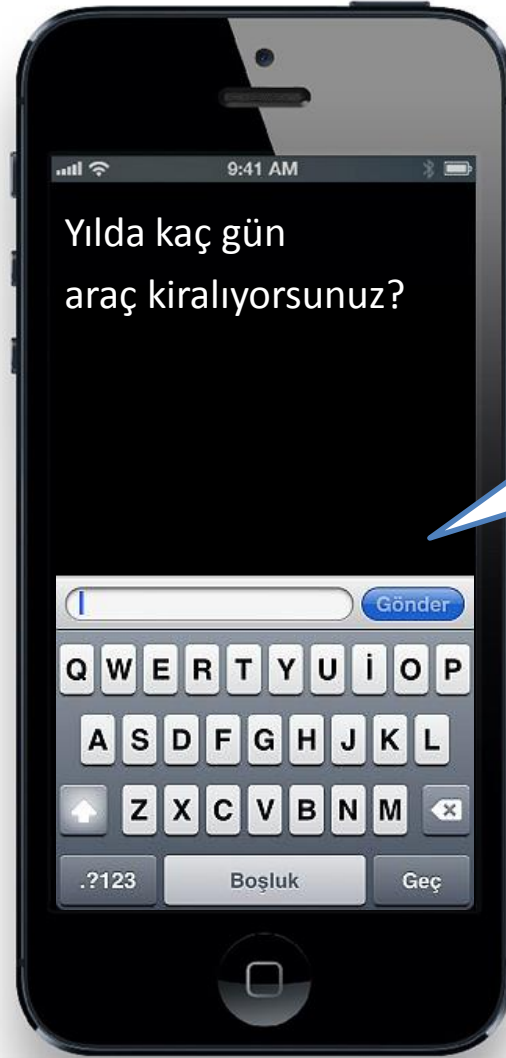 9:41 AM
Yılda kaç gün
araç kiralıyorsunuz?
Gönder
Q W E R T Y U İ O P
A S D F G H J K L
Z X C V B N M
.?123 Boşluk Geç